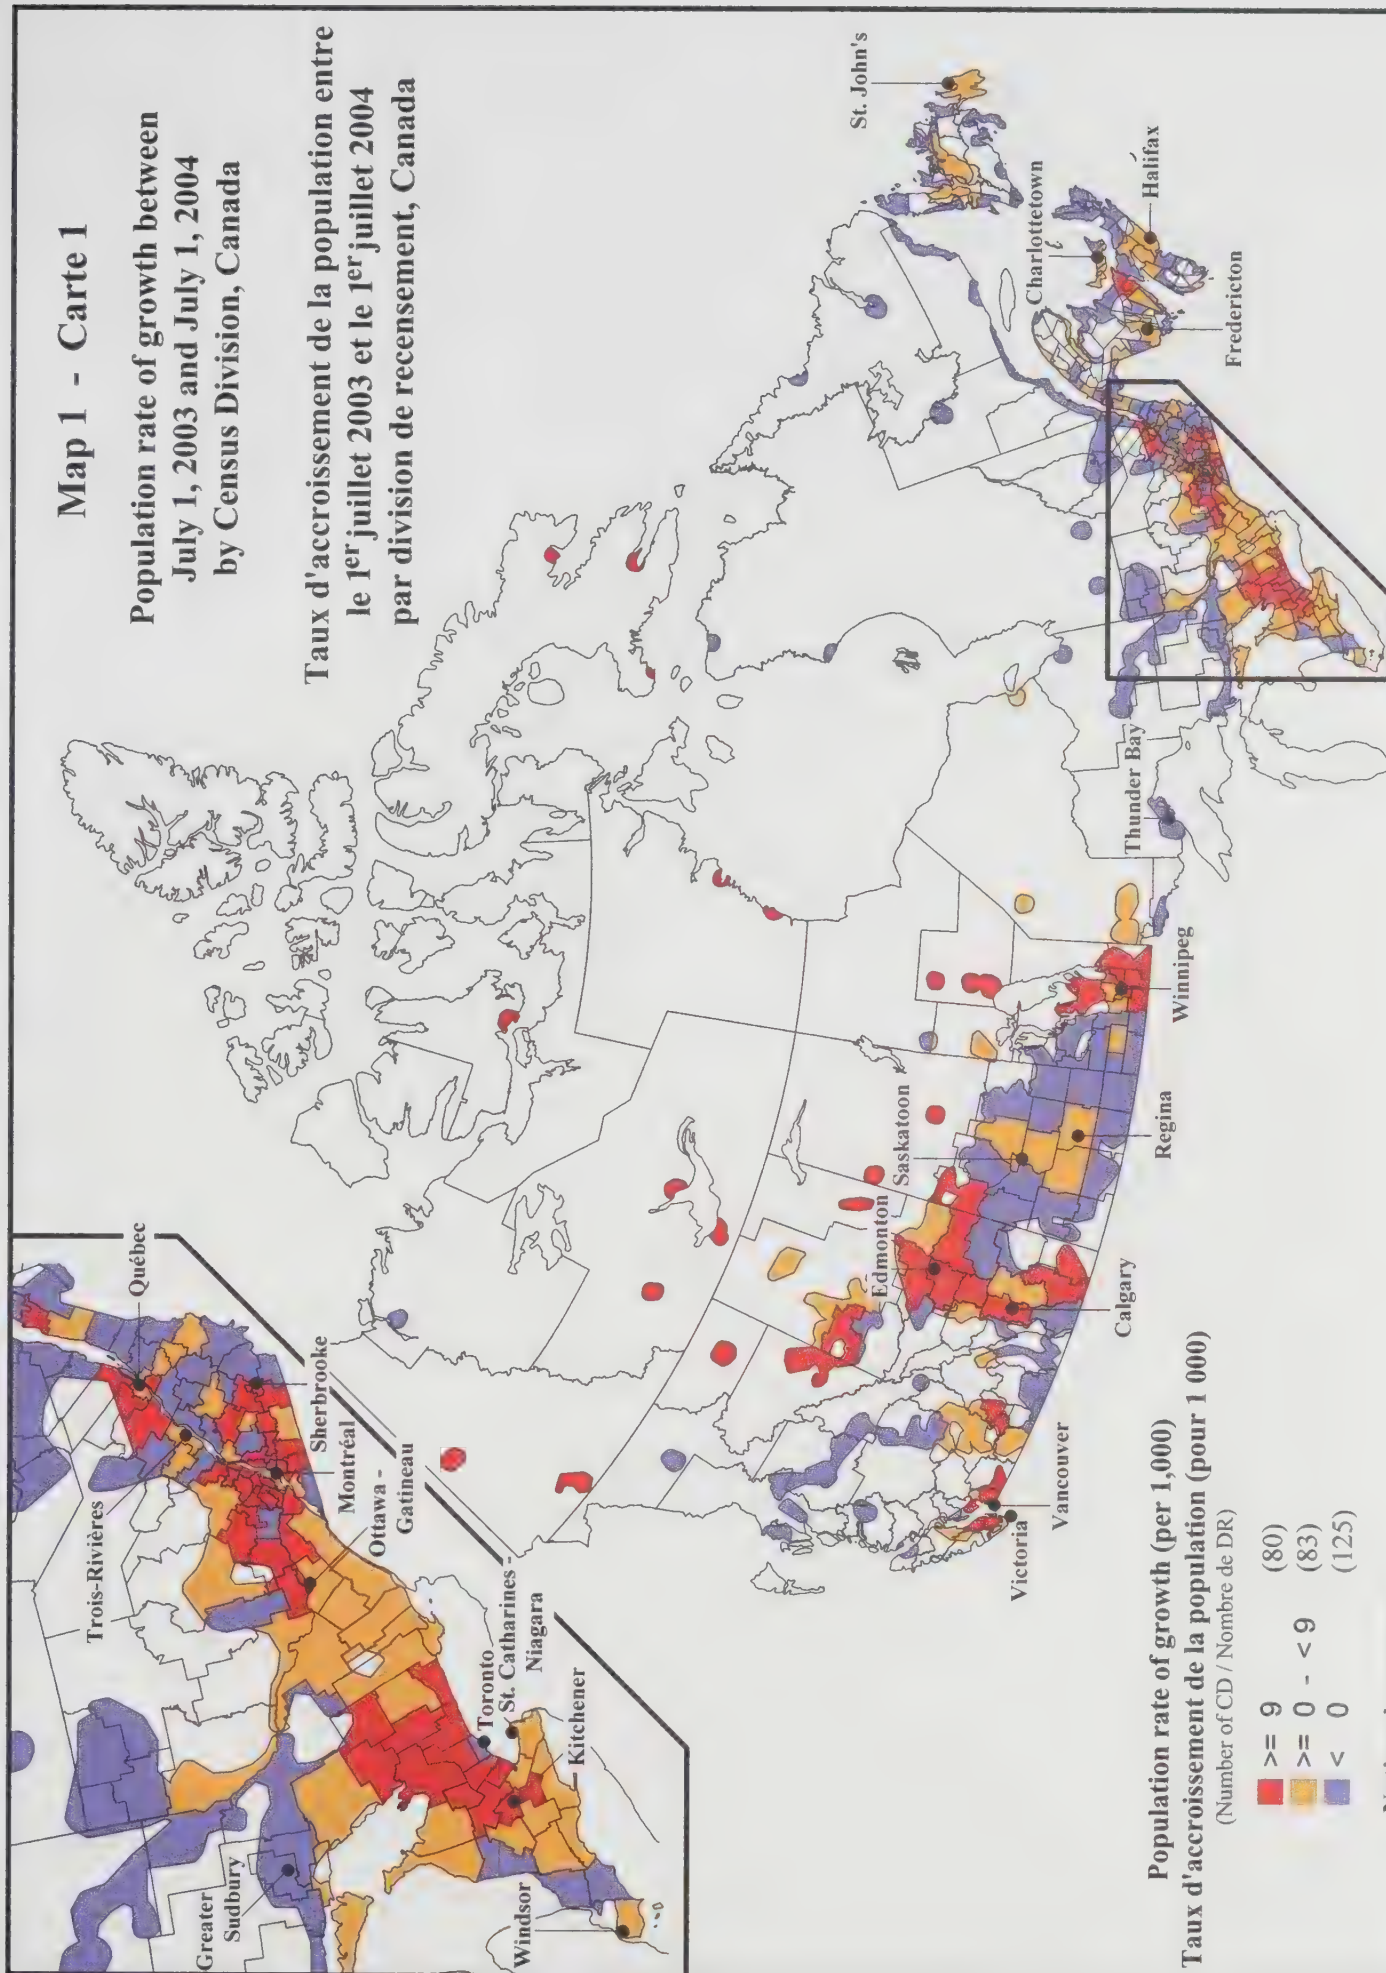 Map 1 - Carte 1
Population rate of growth between
July 1, 2003 and July 1, 2004
by Census Division, Canada
Taux d'accroissement de la population entre
le 1er juillet 2003 et le 1er juillet 2004
par division de recensement, Canada
Québec
Trois-Rivières
Sherbrooke
Montréal
Ottawa -
Gatineau
Greater
Sudbury
Toronto
St. Catharines -
Niagara
Kitchener
Windsor
St. John's
Charlottetown
Halifax
Fredericton
Thunder Bay
Winnipeg
Saskatoon
Regina
Edmonton
Calgary
Vancouver
Victoria
Population rate of growth (per 1,000)
Taux d'accroissement de la population (pour 1 000)
(Number of CD / Nombre de DR)
>= 9 (80)
>= 0 - < 9 (83)
< 0 (125)